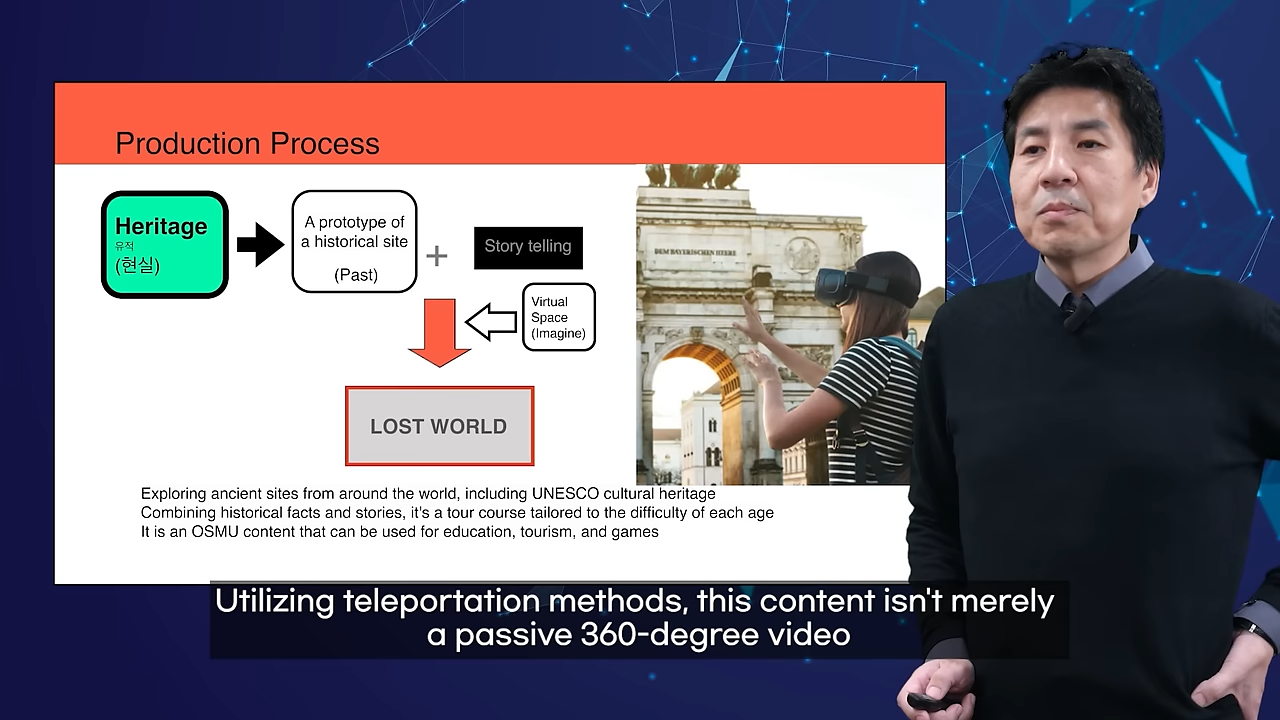 Production Process
Heritage
유적
(현실)
A prototype of
a historical site
(Past)
+
Story telling
Virtual
Space
(Imagine)
LOST WORLD
DEM BAYERISCHEN HEERE
Exploring ancient sites from around the world, including UNESCO cultural heritage
Combining historical facts and stories, it's a tour course tailored to the difficulty of each age
It is an OSMU content that can be used for education, tourism, and games
Utilizing teleportation methods, this content isn't merely
a passive 360-degree video